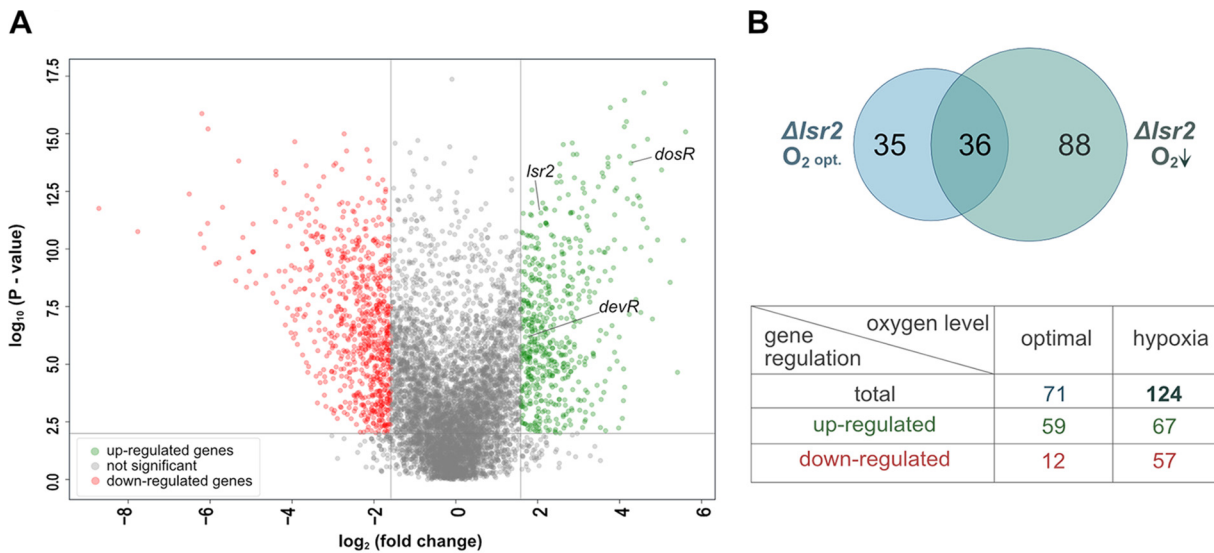 A
log₁₀ (P - value)
17.5
15.0
12.5
10.0
7.5
5.0
2.5
0.0
dosR
lsr2
devR
up-regulated genes
not significant
down-regulated genes
−8 −6 −4 −2 0 2 4 6
log₂ (fold change)
B
Δlsr2
O₂ opt.
35 36 88
Δlsr2
O₂↓
oxygen level
gene
regulation
optimal hypoxia
total 71 124
up-regulated 59 67
down-regulated 12 57